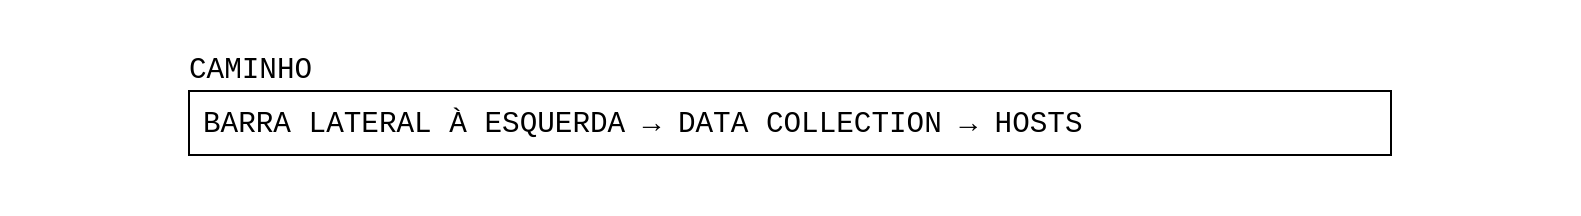 CAMINHO
BARRA LATERAL À ESQUERDA → DATA COLLECTION → HOSTS